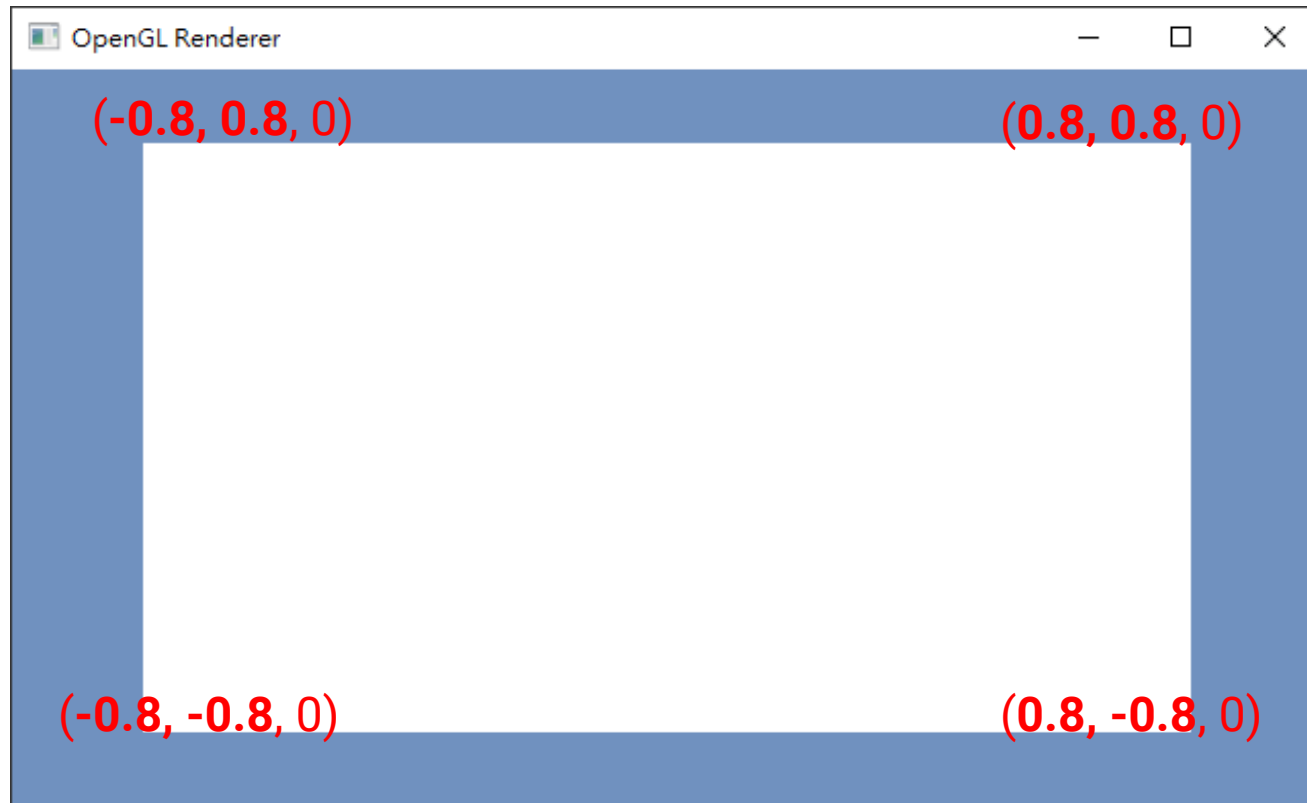 OpenGL Renderer
(-0.8, 0.8, 0)
(0.8, 0.8, 0)
(-0.8, -0.8, 0)
(0.8, -0.8, 0)